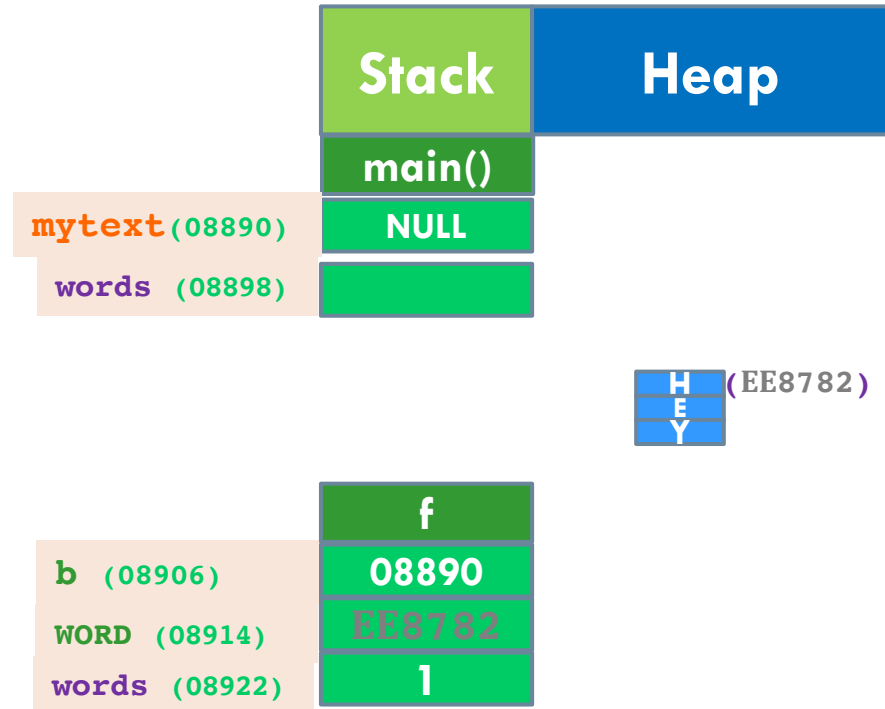 Stack Heap
main()
mytext(08890) NULL
words (08898)
H (EE8782)
E
Y
f
b (08906) 08890
WORD (08914) EE8782
words (08922) 1